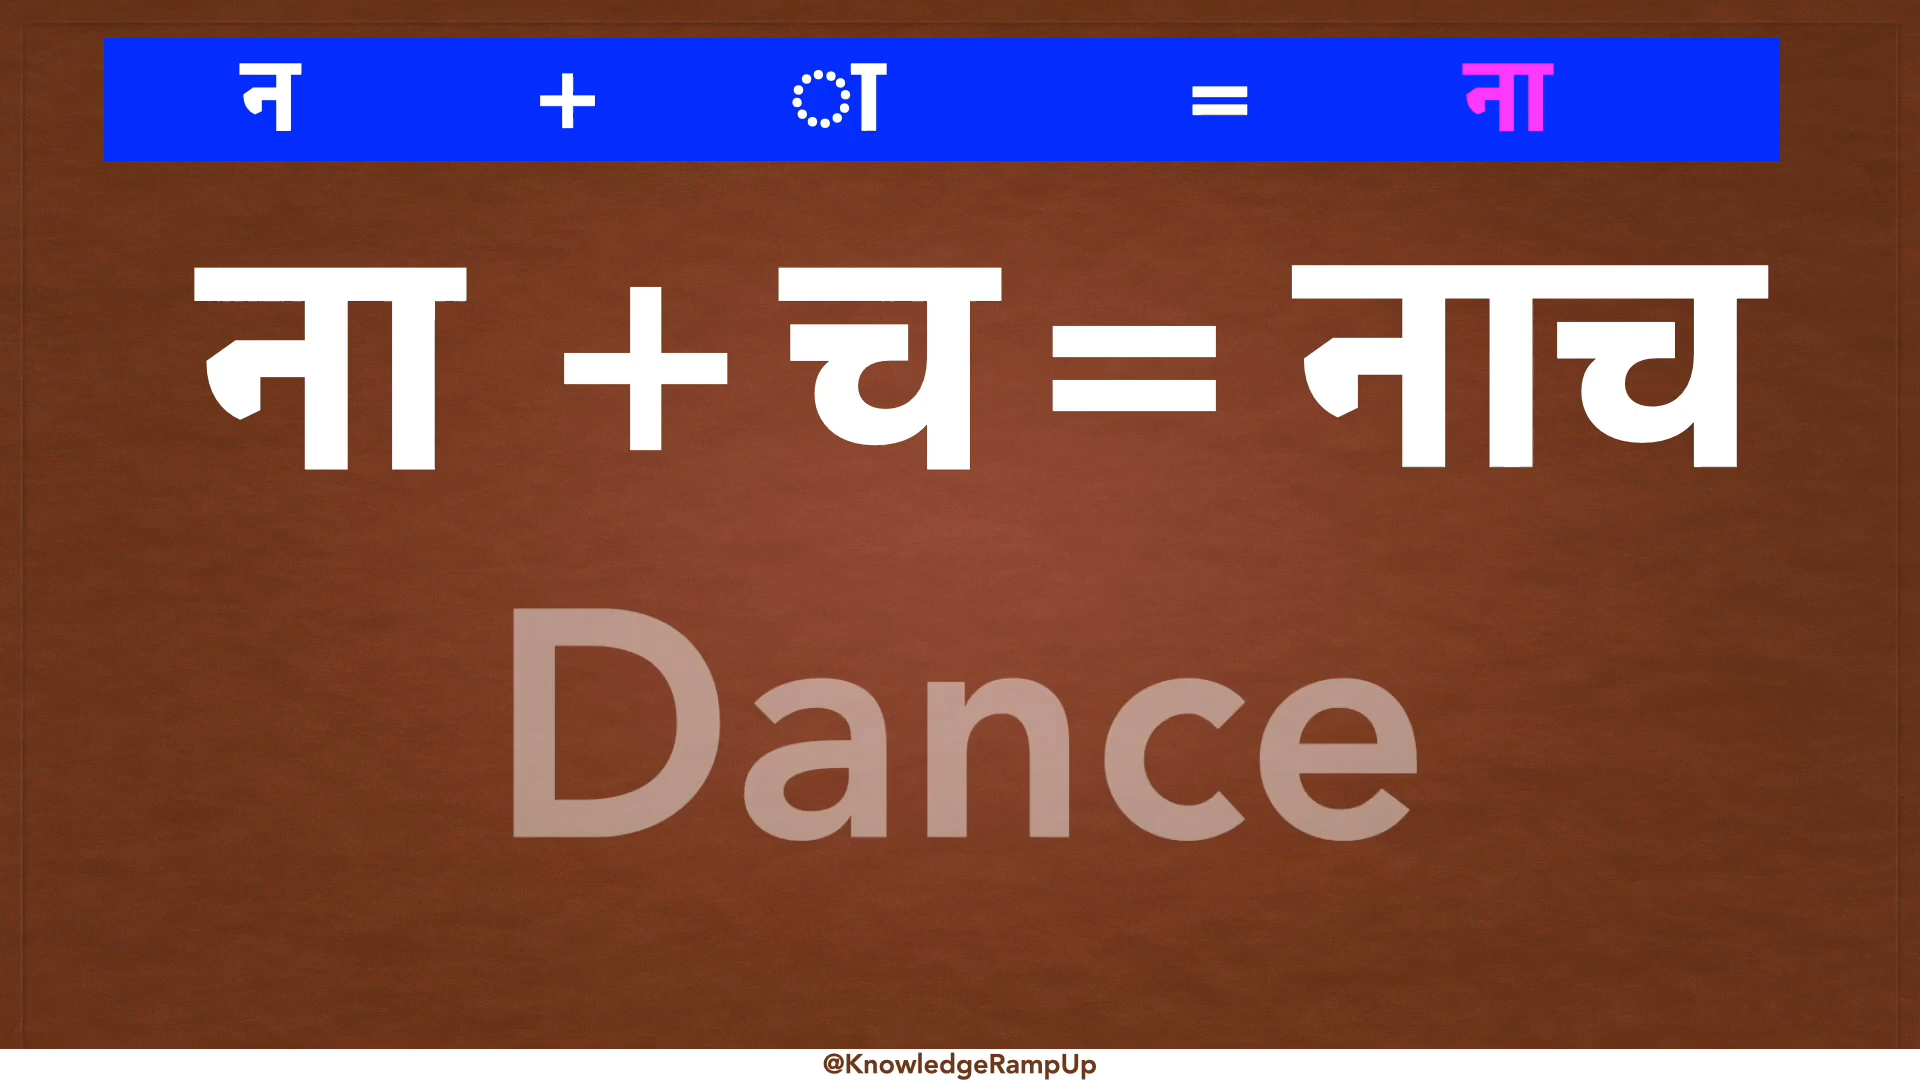 न + ा = ना
ना + च = नाच
Dance
@KnowledgeRampUp